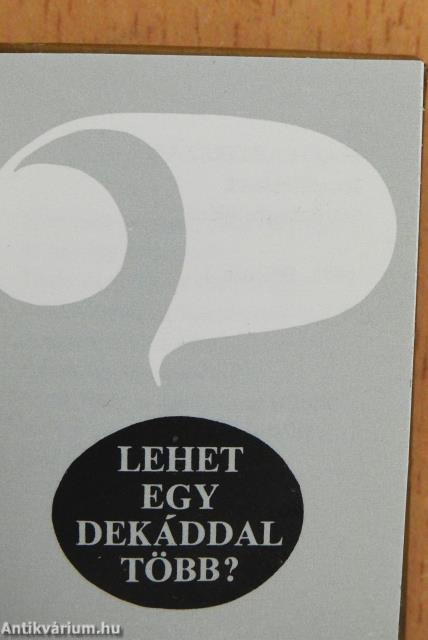 LEHET
EGY
DEKÁDDAL
TÖBB?
Antikvárium.hu